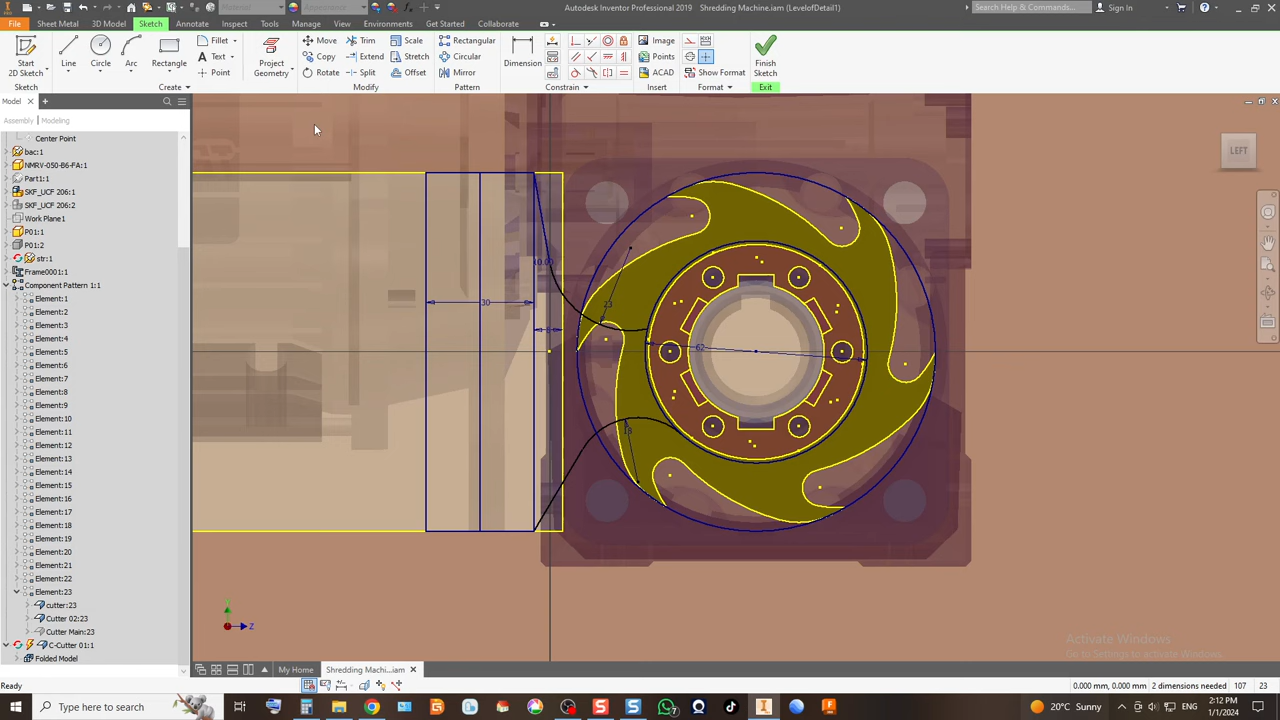 Material
Appearance
Autodesk Inventor Professional 2019 Shredding Machine.iam (LevelofDetail1)
Search Help & Commands...
Sign In
File Sheet Metal 3D Model Sketch Annotate Inspect Tools Manage View Environments Get Started Collaborate
Start
2D Sketch
Line
Circle
Arc
Rectangle
Fillet
Text
Point
Project
Geometry
Move Trim Scale
Copy Extend Stretch
Rotate Split Offset
Rectangular
Circular
Mirror
Dimension
Image
Points
ACAD
Show Format
Finish
Sketch
Sketch Create Modify Pattern Constrain Insert Format Exit
Model
Assembly Modeling
Center Point
bac:1
NMRV-050-B6-FA:1
Part1:1
SKF_UCF 206:1
SKF_UCF 206:2
Work Plane1
P01:1
P01:2
str:1
Frame0001:1
Component Pattern 1:1
Element:1
Element:2
Element:3
Element:4
Element:5
Element:6
Element:7
Element:8
Element:9
Element:10
Element:11
Element:12
Element:13
Element:14
Element:15
Element:16
Element:17
Element:18
Element:19
Element:20
Element:21
Element:22
Element:23
cutter:23
Cutter 02:23
Cutter Main:23
C-Cutter 01:1
Folded Model
LEFT
30
8
23
62
18
Z
Activate Windows
Go to Settings to activate Windows.
My Home
Shredding Machi...iam
Ready
0.000 mm, 0.000 mm 2 dimensions needed 107 23
Type here to search
20°C Sunny
2:12 PM
1/1/2024